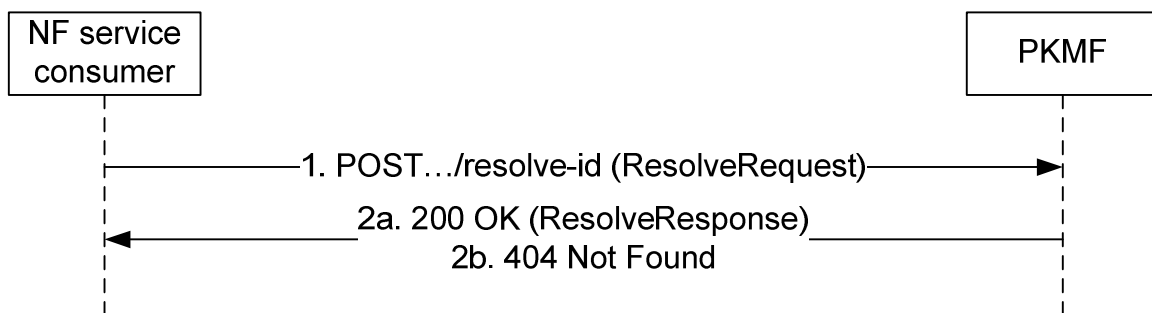 NF service
consumer
PKMF
1. POST…/resolve-id (ResolveRequest)
2a. 200 OK (ResolveResponse)
2b. 404 Not Found